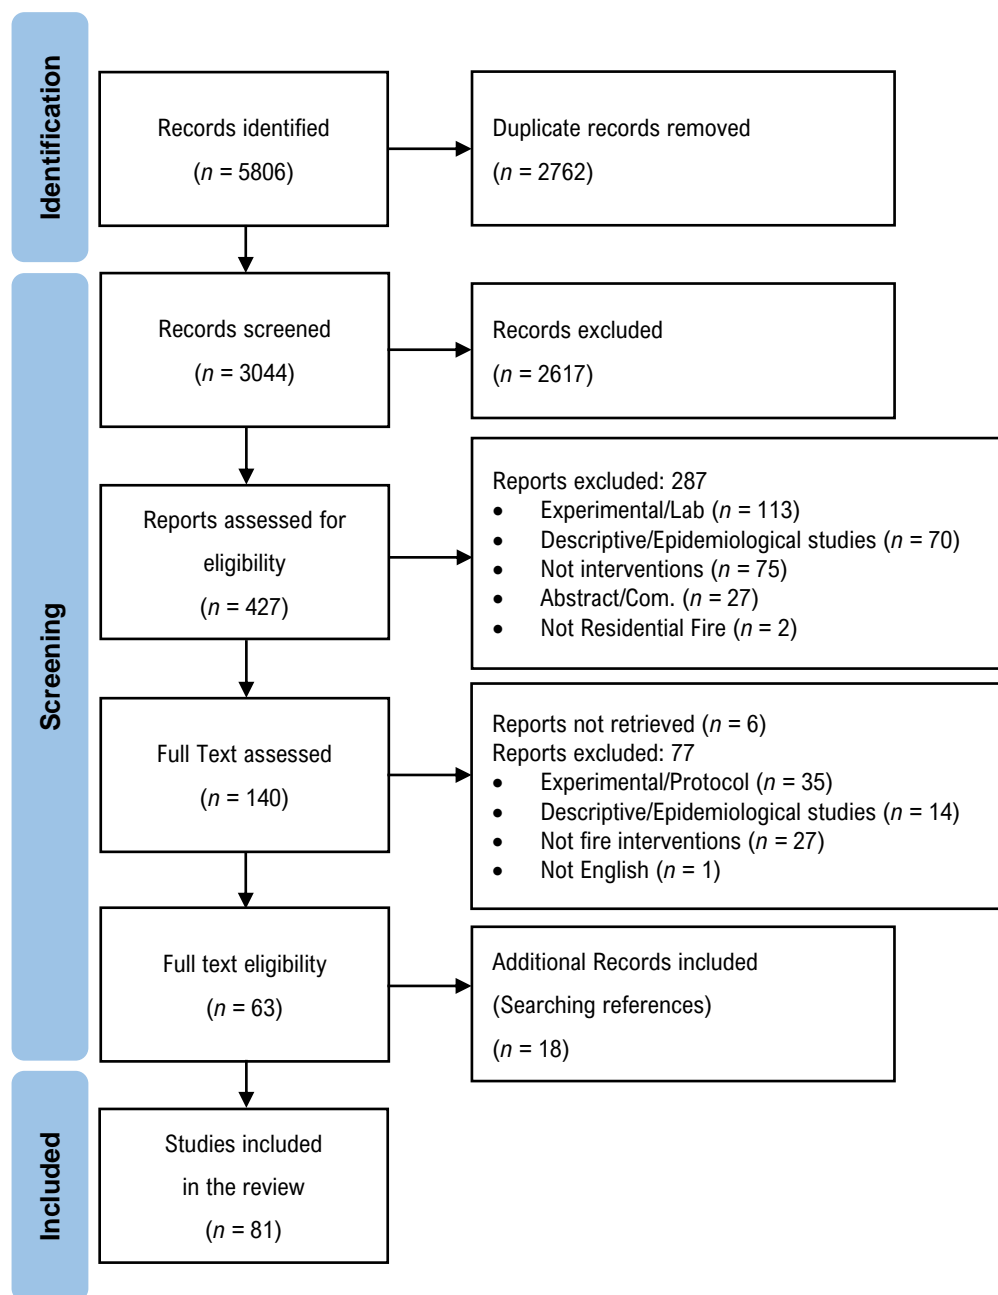 Identification
Records identified
(n = 5806)
Duplicate records removed
(n = 2762)
Screening
Records screened
(n = 3044)
Records excluded
(n = 2617)
Reports assessed for
eligibility
(n = 427)
Reports excluded: 287
• Experimental/Lab (n = 113)
• Descriptive/Epidemiological studies (n = 70)
• Not interventions (n = 75)
• Abstract/Com. (n = 27)
• Not Residential Fire (n = 2)
Full Text assessed
(n = 140)
Reports not retrieved (n = 6)
Reports excluded: 77
• Experimental/Protocol (n = 35)
• Descriptive/Epidemiological studies (n = 14)
• Not fire interventions (n = 27)
• Not English (n = 1)
Full text eligibility
(n = 63)
Additional Records included
(Searching references)
(n = 18)
Included
Studies included
in the review
(n = 81)